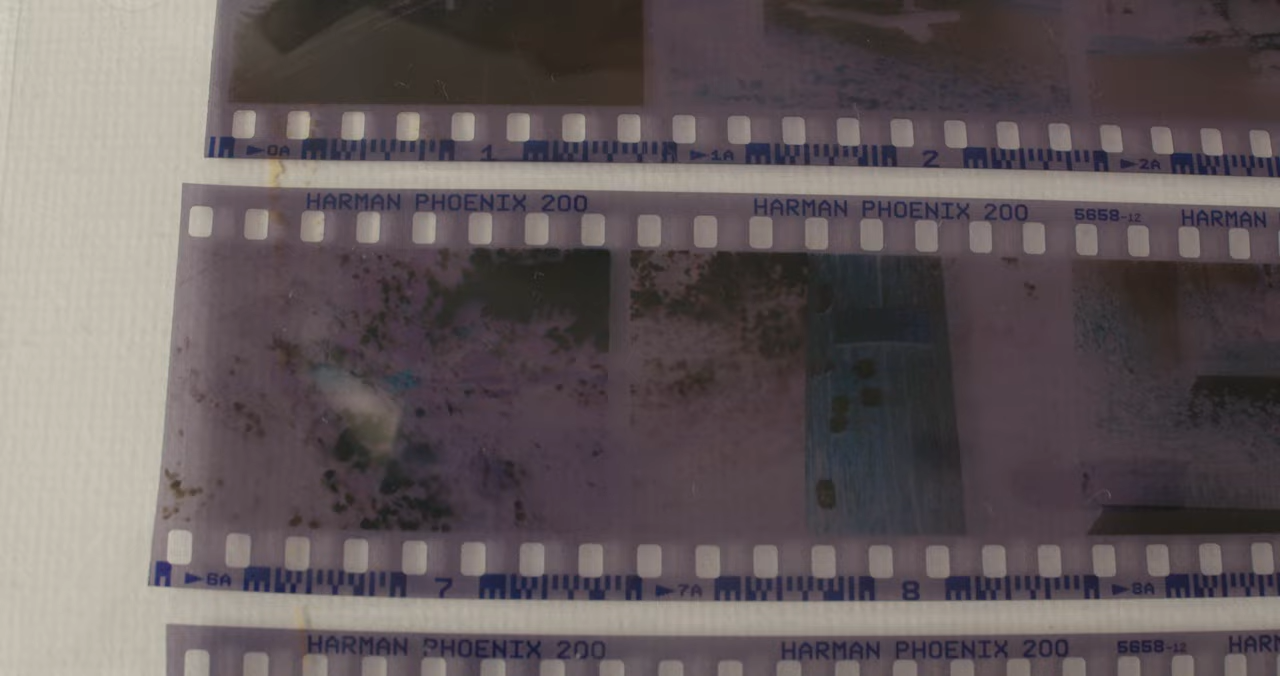 ▶0A 1 ▶1A 2 ▶2A
HARMAN PHOENIX 200 HARMAN PHOENIX 200 5658-12 HARMAN
▶6A 7 ▶7A 8 ▶8A
HARMAN PHOENIX 200 HARMAN PHOENIX 200 5658-12 HARM